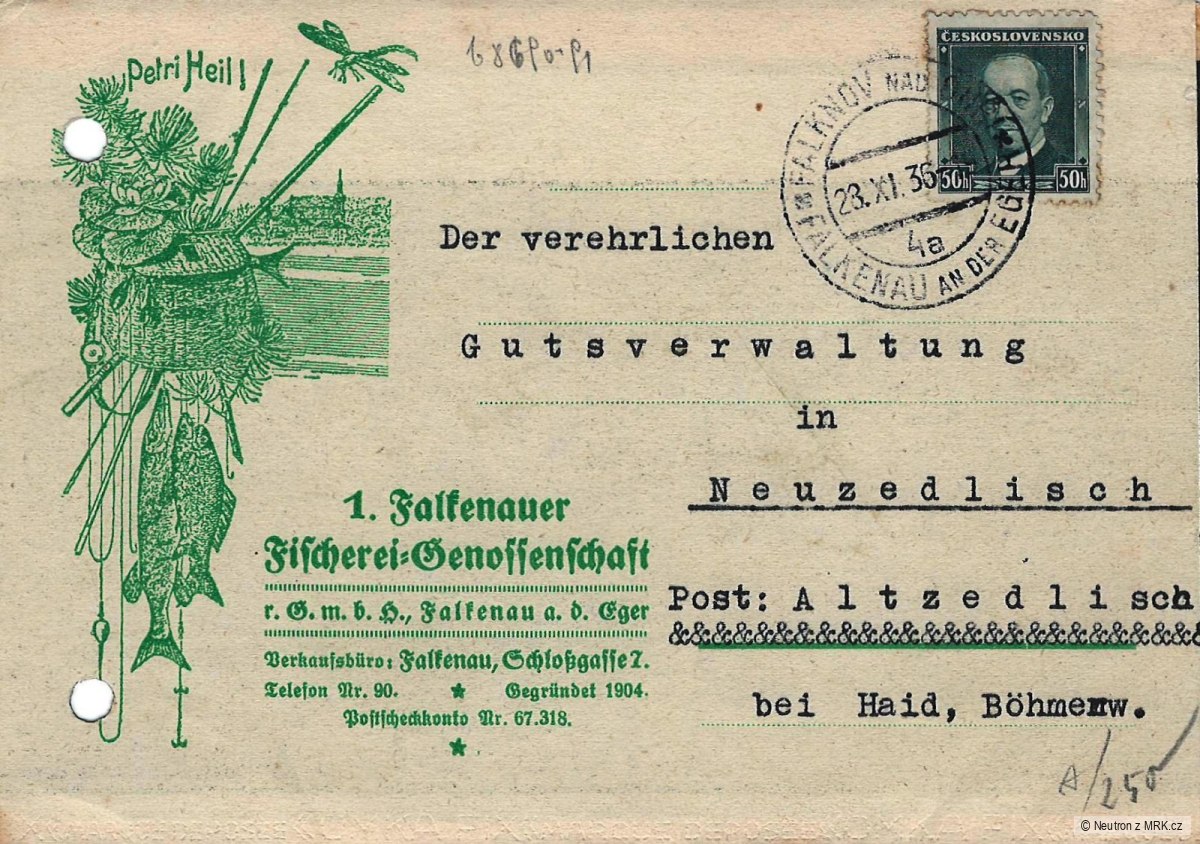 Petri Heil!
ČESKOSLOVENSKO
50h 50h
FALKNOV NAD
28.XI.36
4a
FALKENAU AN DER EGER
Der verehrlichen
Gutsverwaltung
in
Neuzedlisch
Post: Altzedlisch
&&&&&&&&&&&&&&&&&&&&&&&&&&&&&
bei Haid, Böhmerw.
1. Falkenauer
Fischerei-Genossenschaft
r. G. m. b. H., Falkenau a. d. Eger
Verkaufsbüro: Falkenau, Schloßgasse 7.
Telefon Nr. 90. * Gegründet 1904.
Postscheckkonto Nr. 67.318.
*
A/250
© Neutron z MRK.cz